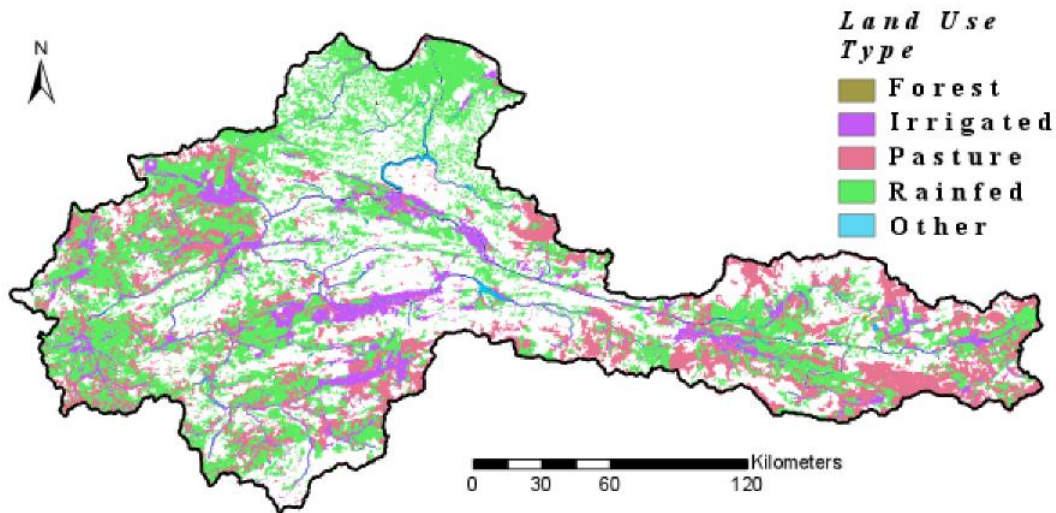 Land Use
Type
N
Forest
Irrigated
Pasture
Rainfed
Other
Kilometers
0 30 60 120